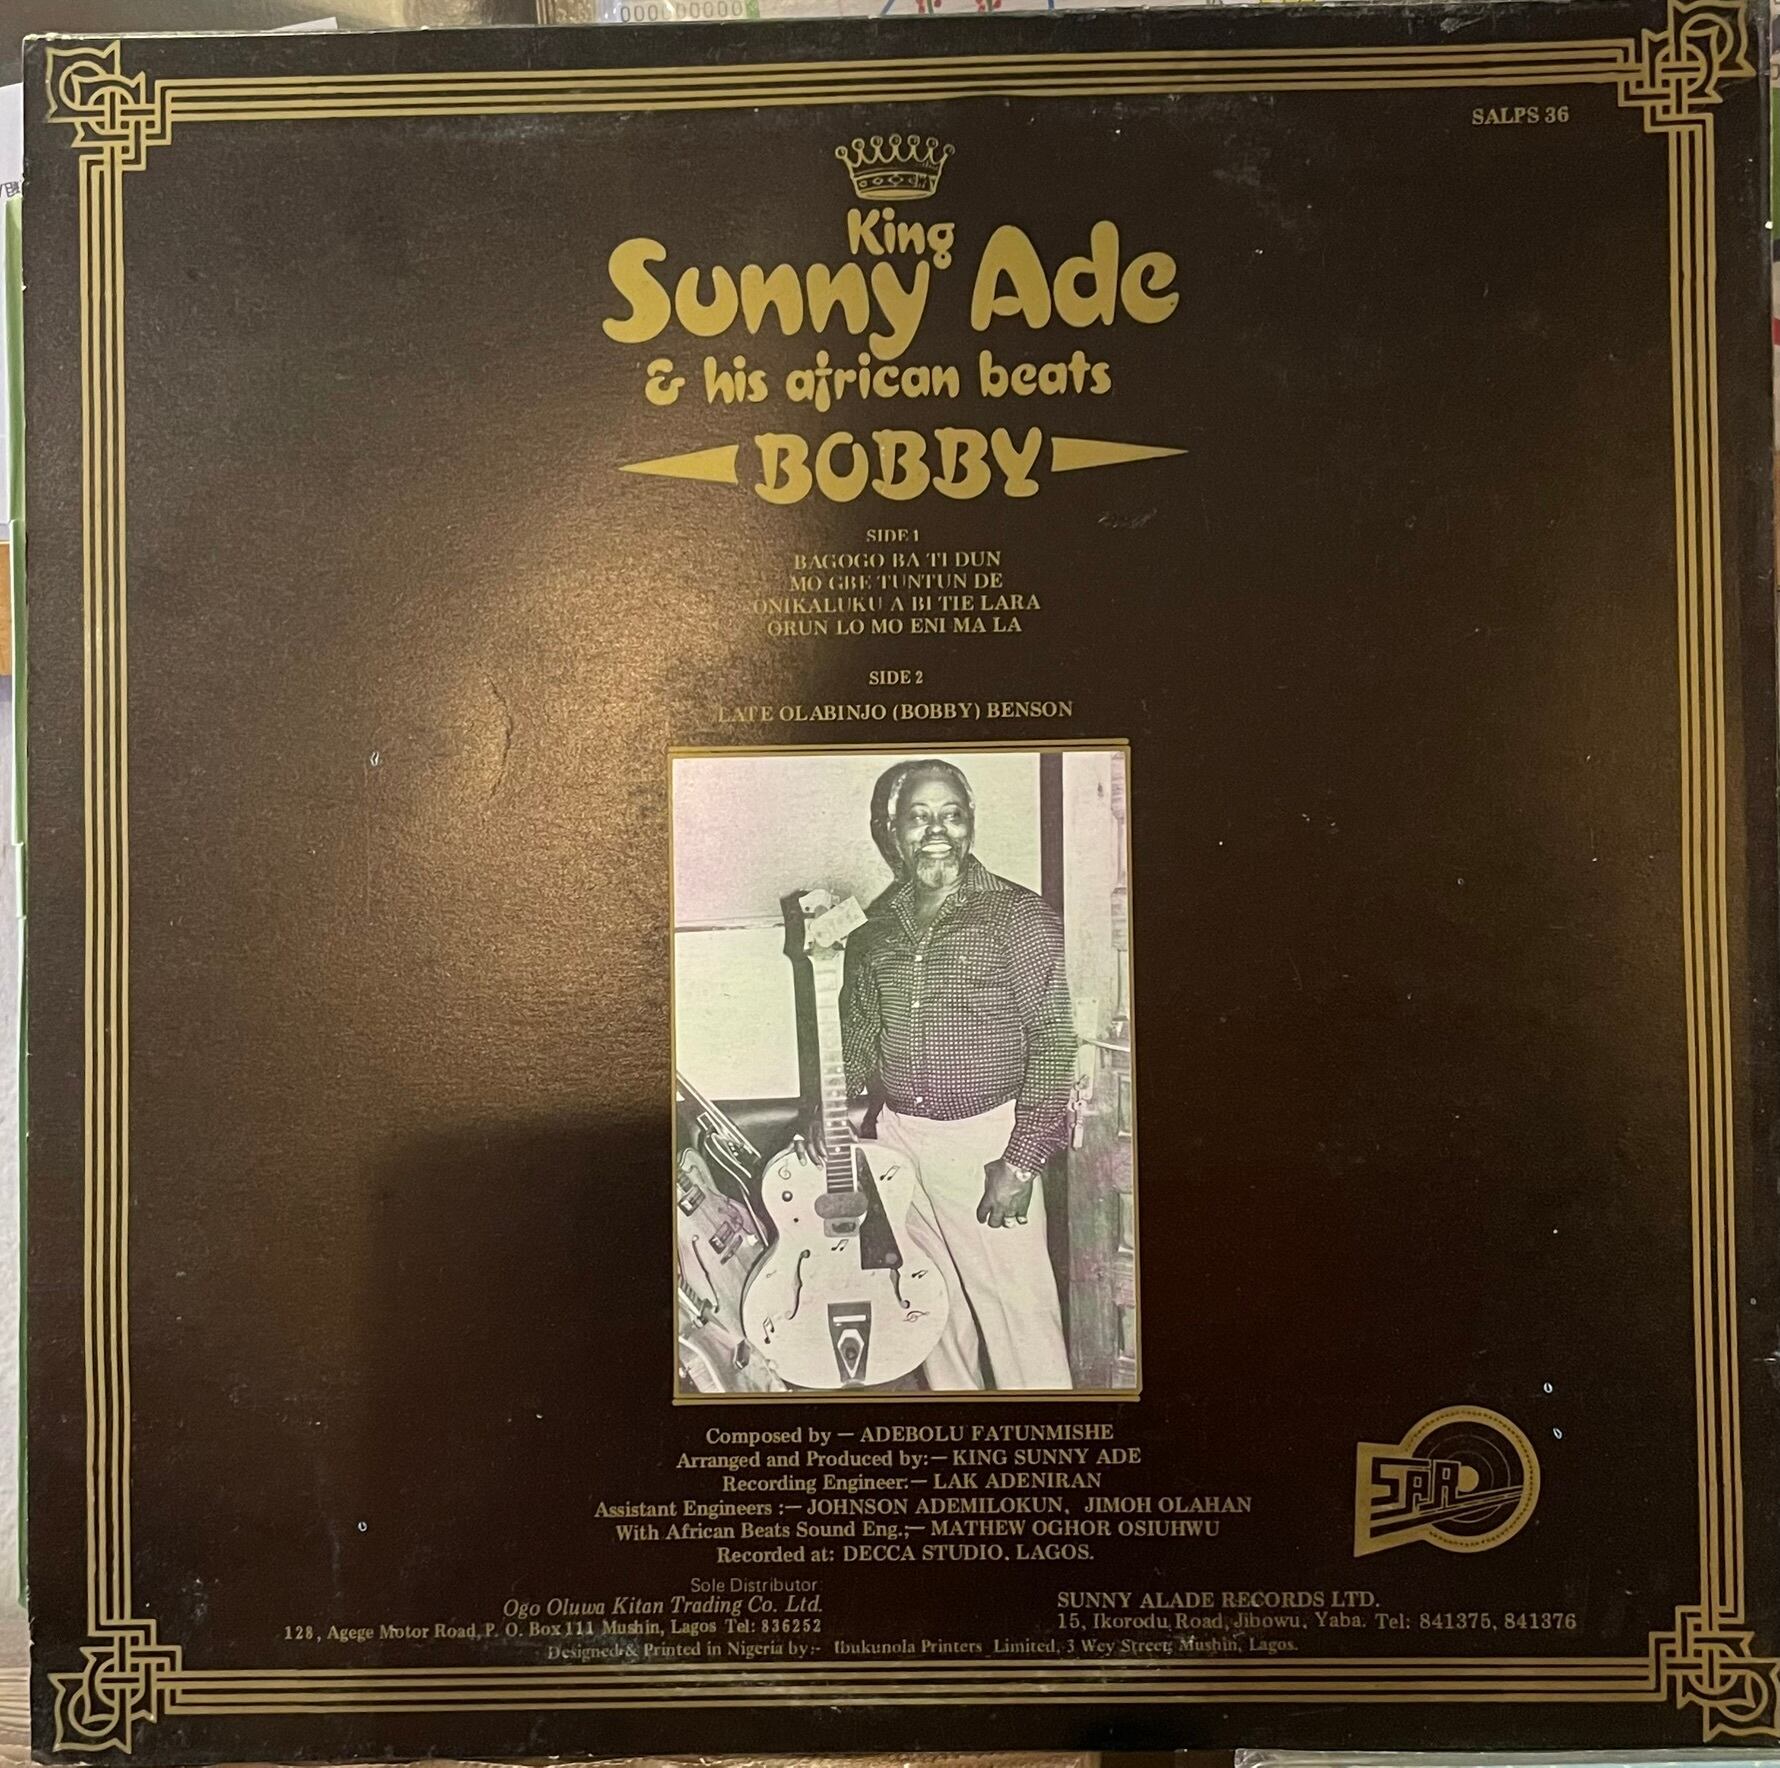 000000000
SALPS 36
King
Sunny Ade
& his african beats
BOBBY
SIDE 1
BAGOGO BA TI DUN
MO GBE TUNTUN DE
ONIKALUKU A BI TIE LARA
ORUN LO MO ENI MA LA
SIDE 2
LATE OLABINJO (BOBBY) BENSON
Composed by — ADEBOLU FATUNMISHE
Arranged and Produced by:— KING SUNNY ADE
Recording Engineer:— LAK ADENIRAN
Assistant Engineers :— JOHNSON ADEMILOKUN, JIMOH OLAHAN
With African Beats Sound Eng.;— MATHEW OGHOR OSIUHWU
Recorded at: DECCA STUDIO. LAGOS.
SAR
Sole Distributor:
Ogo Oluwa Kitan Trading Co. Ltd.
128, Agege Motor Road, P. O. Box 111 Mushin, Lagos Tel: 836252
SUNNY ALADE RECORDS LTD.
15, Ikorodu Road, Jibowu, Yaba. Tel: 841375, 841376
Designed & Printed in Nigeria by:- Ibukunola Printers Limited, 3 Wey Street, Mushin, Lagos.